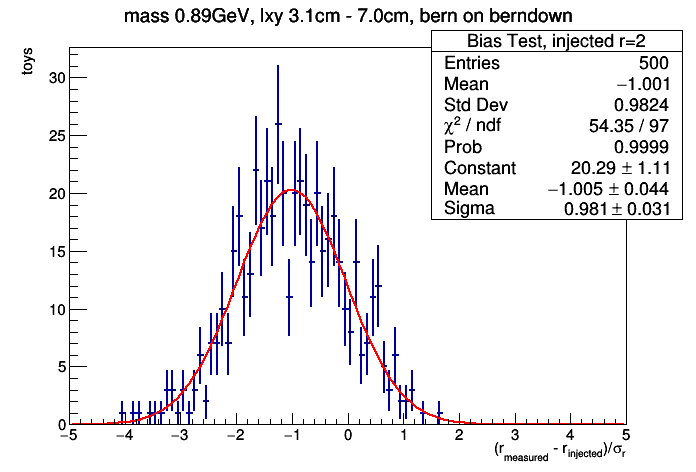 mass 0.89GeV, lxy 3.1cm - 7.0cm, bern on berndown
toys
Bias Test, injected r=2
Entries 500
Mean −1.001
Std Dev 0.9824
χ² / ndf 54.35 / 97
Prob 0.9999
Constant 20.29 ± 1.11
Mean −1.005 ± 0.044
Sigma 0.981 ± 0.031
30
25
20
15
10
5
0
−5 −4 −3 −2 −1 0 1 2 3 4 5
(r_measured - r_injected)/σ_r